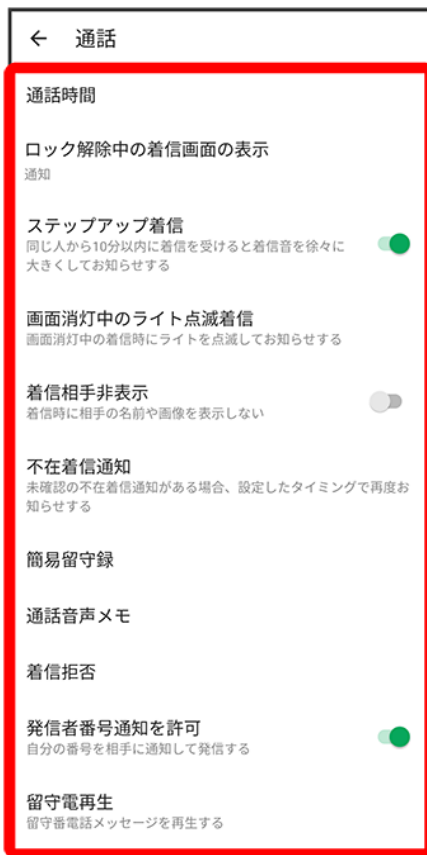 ← 通話
通話時間
ロック解除中の着信画面の表示
通知
ステップアップ着信
同じ人から10分以内に着信を受けると着信音を徐々に
大きくしてお知らせする
画面消灯中のライト点滅着信
画面消灯中の着信時にライトを点滅してお知らせする
着信相手非表示
着信時に相手の名前や画像を表示しない
不在着信通知
未確認の不在着信通知がある場合、設定したタイミングで再度お
知らせする
簡易留守録
通話音声メモ
着信拒否
発信者番号通知を許可
自分の番号を相手に通知して発信する
留守電再生
留守番電話メッセージを再生する